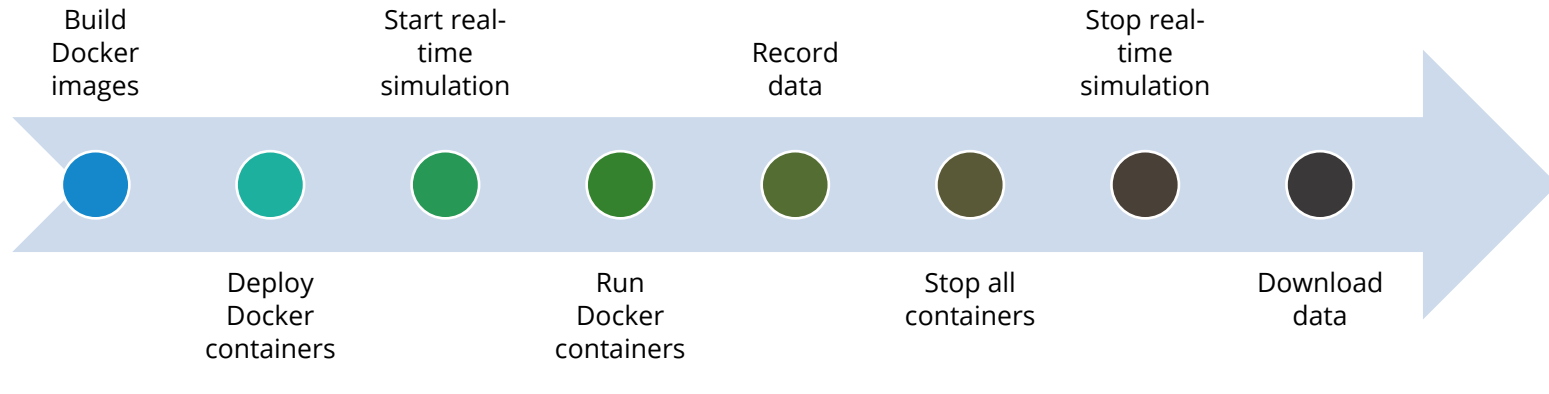 Build
Docker
images
Deploy
Docker
containers
Start real-
time
simulation
Run
Docker
containers
Record
data
Stop all
containers
Stop real-
time
simulation
Download
data